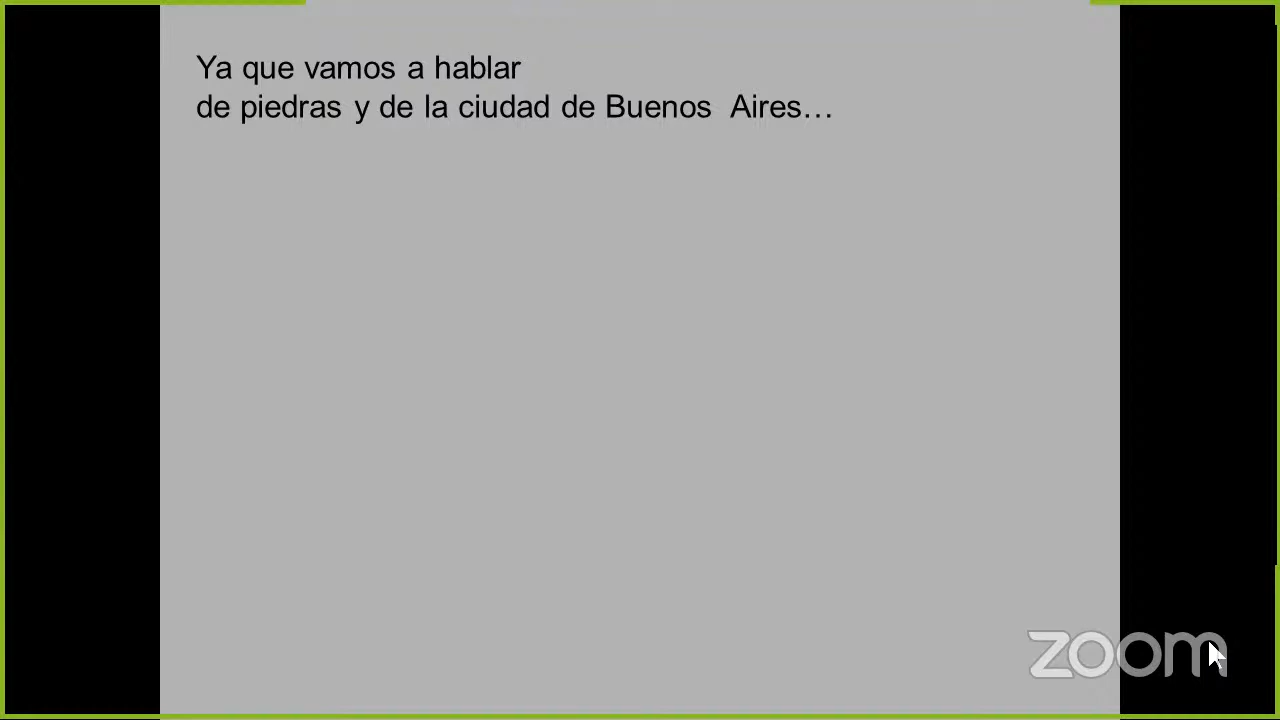 Ya que vamos a hablar
de piedras y de la ciudad de Buenos Aires…
zoom